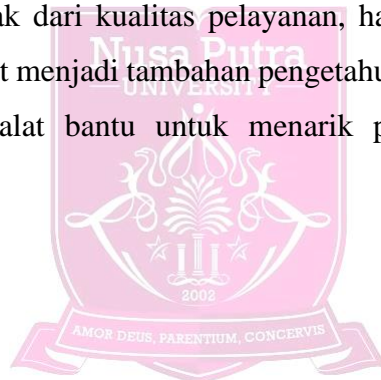 ak dari kualitas pelayanan, ha
t menjadi tambahan pengetahu
alat bantu untuk menarik p
Nusa Putra
UNIVERSITY
2002
AMOR DEUS, PARENTIUM, CONCERVIS